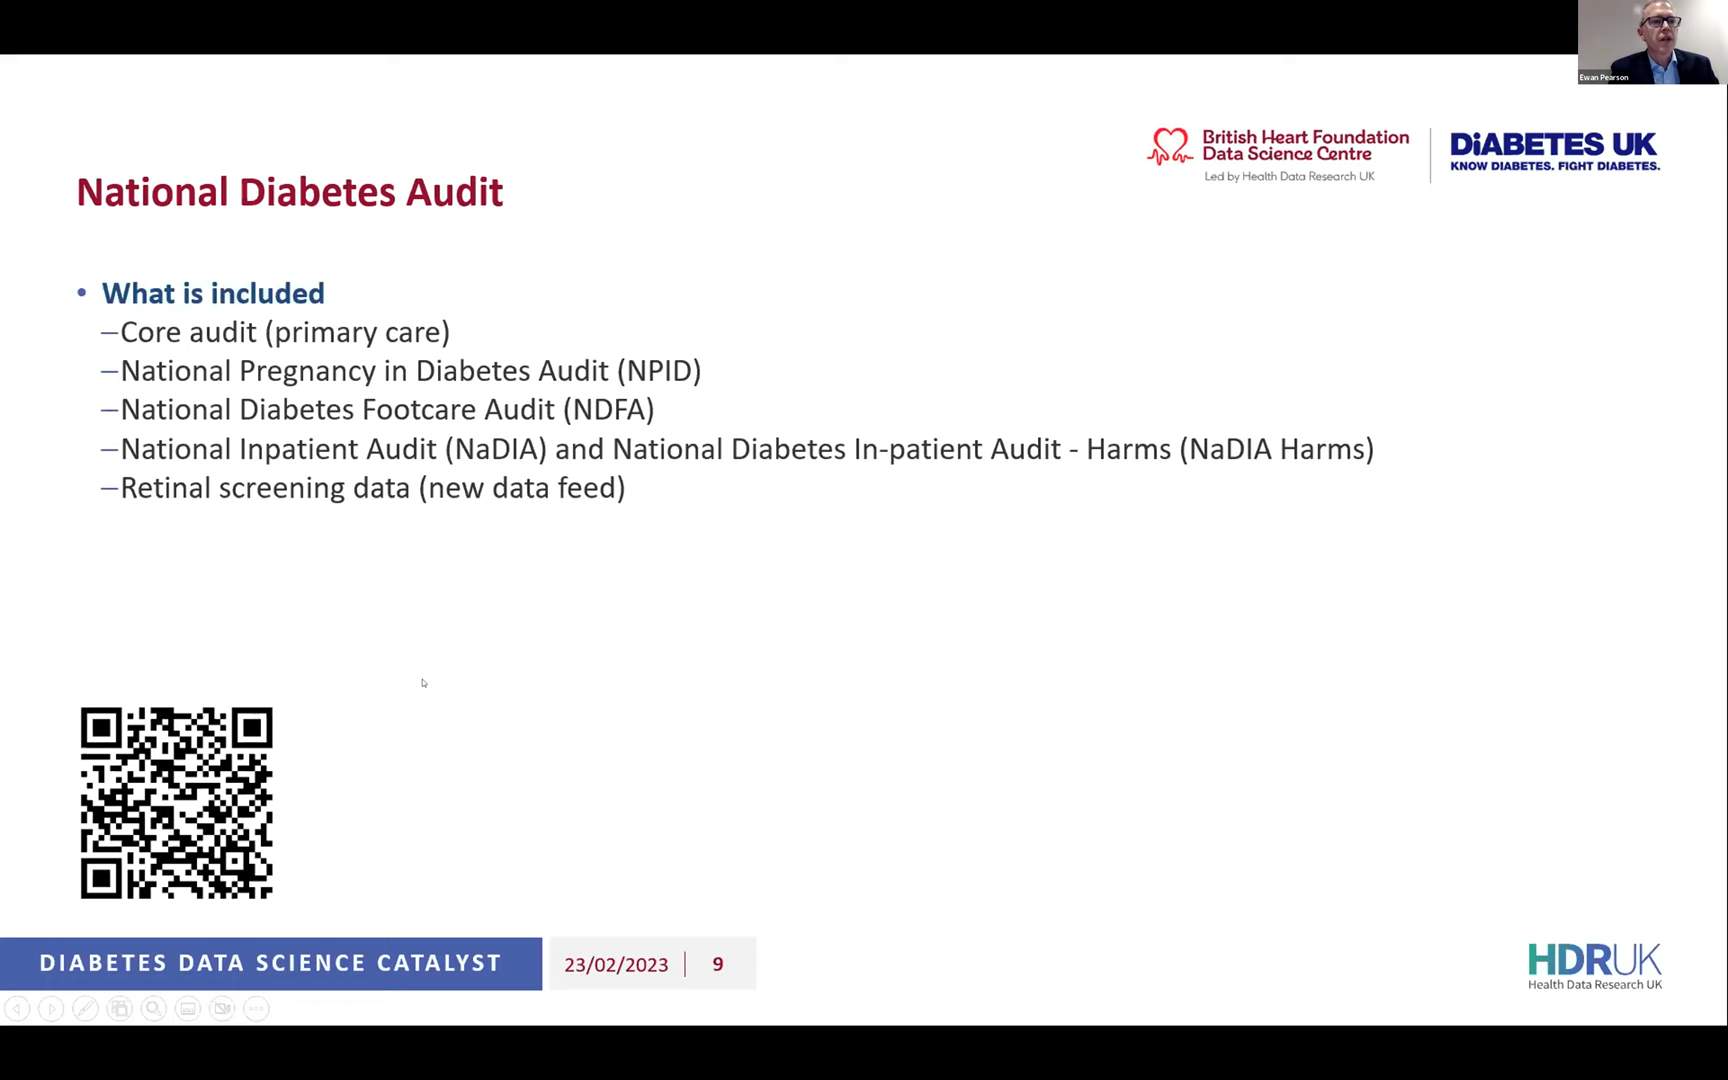 Ewan Pearson
British Heart Foundation
Data Science Centre
Led by Health Data Research UK
DiABETES UK
KNOW DIABETES. FIGHT DIABETES.
National Diabetes Audit
• What is included
–Core audit (primary care)
–National Pregnancy in Diabetes Audit (NPID)
–National Diabetes Footcare Audit (NDFA)
–National Inpatient Audit (NaDIA) and National Diabetes In-patient Audit - Harms (NaDIA Harms)
–Retinal screening data (new data feed)
DIABETES DATA SCIENCE CATALYST
23/02/2023 | 9
HDRUK
Health Data Research UK